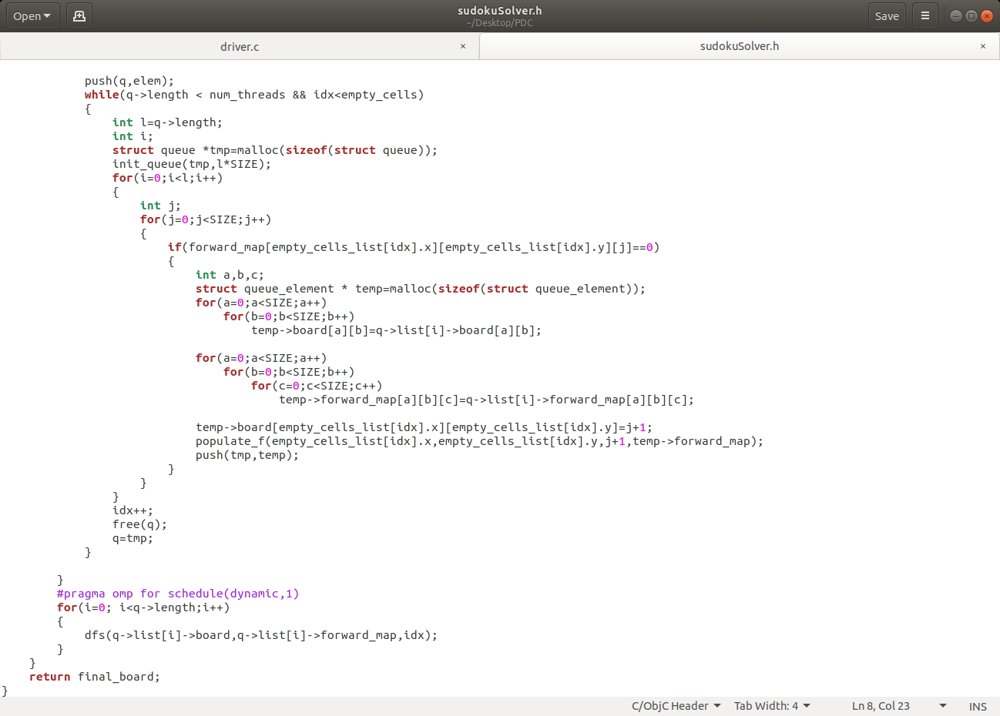 Open
sudokuSolver.h
~/Desktop/PDC
Save
driver.c
×
sudokuSolver.h
×
push(q,elem);
while(q->length < num_threads && idx<empty_cells)
{
int l=q->length;
int i;
struct queue *tmp=malloc(sizeof(struct queue));
init_queue(tmp,l*SIZE);
for(i=0;i<l;i++)
{
int j;
for(j=0;j<SIZE;j++)
{
if(forward_map[empty_cells_list[idx].x][empty_cells_list[idx].y][j]==0)
{
int a,b,c;
struct queue_element * temp=malloc(sizeof(struct queue_element));
for(a=0;a<SIZE;a++)
for(b=0;b<SIZE;b++)
temp->board[a][b]=q->list[i]->board[a][b];
for(a=0;a<SIZE;a++)
for(b=0;b<SIZE;b++)
for(c=0;c<SIZE;c++)
temp->forward_map[a][b][c]=q->list[i]->forward_map[a][b][c];
temp->board[empty_cells_list[idx].x][empty_cells_list[idx].y]=j+1;
populate_f(empty_cells_list[idx].x,empty_cells_list[idx].y,j+1,temp->forward_map);
push(tmp,temp);
}
}
}
idx++;
free(q);
q=tmp;
}
}
#pragma omp for schedule(dynamic,1)
for(i=0; i<q->length;i++)
{
dfs(q->list[i]->board,q->list[i]->forward_map,idx);
}
}
return final_board;
}
C/ObjC Header
Tab Width: 4
Ln 8, Col 23
INS